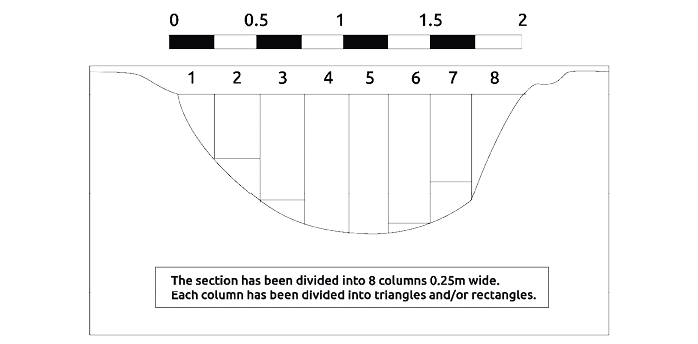 0 0.5 1 1.5 2
1 2 3 4 5 6 7 8
The section has been divided into 8 columns 0.25m wide.
Each column has been divided into triangles and/or rectangles.